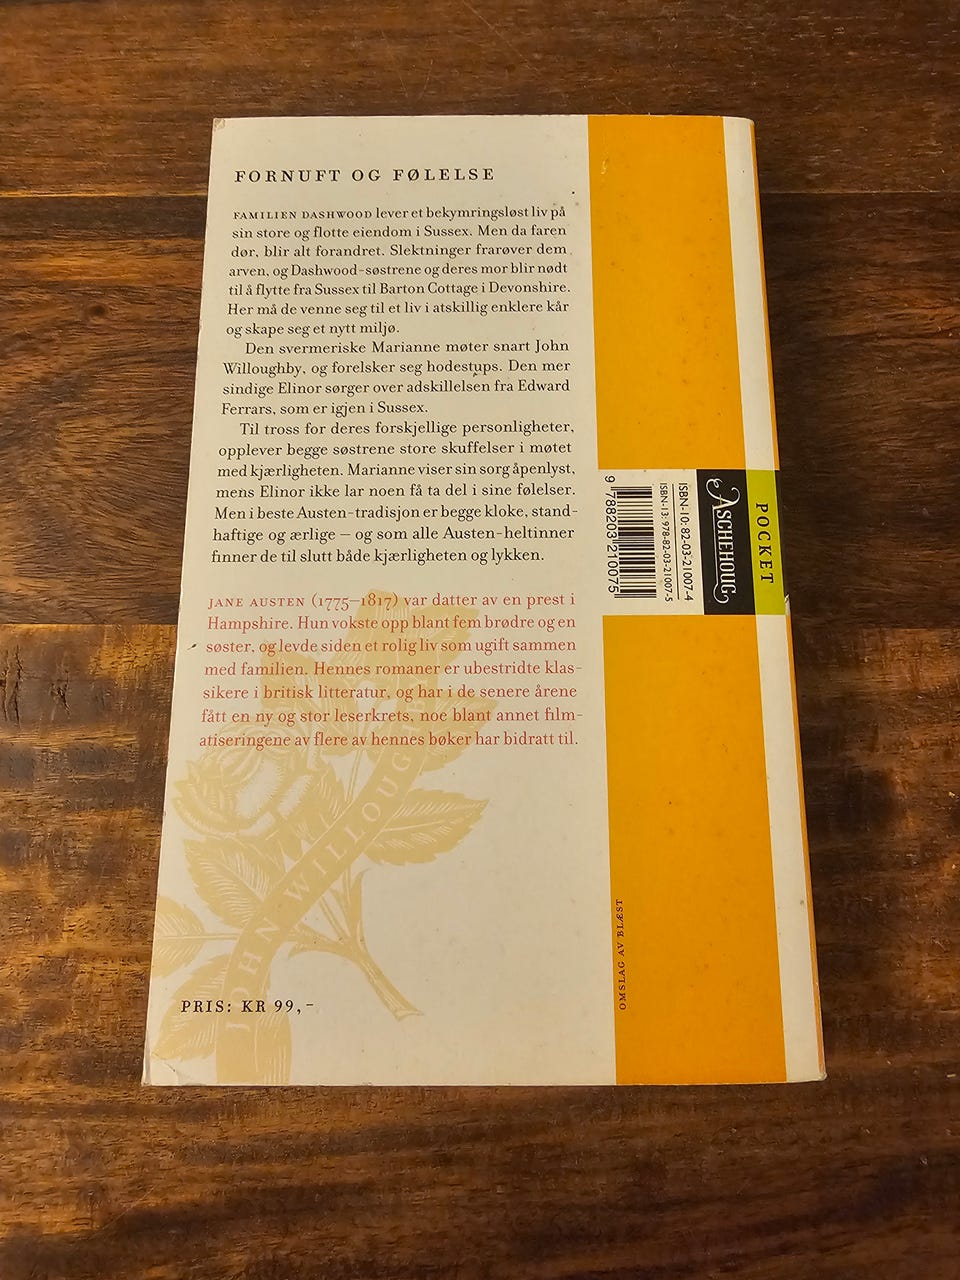 FORNUFT OG FØLELSE
FAMILIEN DASHWOOD lever et bekymringsløst liv på
sin store og flotte eiendom i Sussex. Men da faren
dør, blir alt forandret. Slektninger frarøver dem
arven, og Dashwood-søstrene og deres mor blir nødt
til å flytte fra Sussex til Barton Cottage i Devonshire.
Her må de venne seg til et liv i atskillig enklere kår
og skape seg et nytt miljø.
Den svermeriske Marianne møter snart John
Willoughby, og forelsker seg hodestups. Den mer
sindige Elinor sørger over adskillelsen fra Edward
Ferrars, som er igjen i Sussex.
Til tross for deres forskjellige personligheter,
opplever begge søstrene store skuffelser i møtet
med kjærligheten. Marianne viser sin sorg åpenlyst,
mens Elinor ikke lar noen få ta del i sine følelser.
Men i beste Austen-tradisjon er begge kloke, stand-
haftige og ærlige – og som alle Austen-heltinner
finner de til slutt både kjærligheten og lykken.
JANE AUSTEN (1775–1817) var datter av en prest i
Hampshire. Hun vokste opp blant fem brødre og en
søster, og levde siden et rolig liv som ugift sammen
med familien. Hennes romaner er ubestridte klas-
sikere i britisk litteratur, og har i de senere årene
fått en ny og stor leserkrets, noe blant annet film-
atiseringene av flere av hennes bøker har bidratt til.
JOHN WILLOUGHBY
PRIS: KR 99,–
POCKET
ASCHEHOUG
ISBN-10: 82-03-21007-4
ISBN-13: 978-82-03-21007-5
9 788203 210075
OMSLAG AV BLÆST